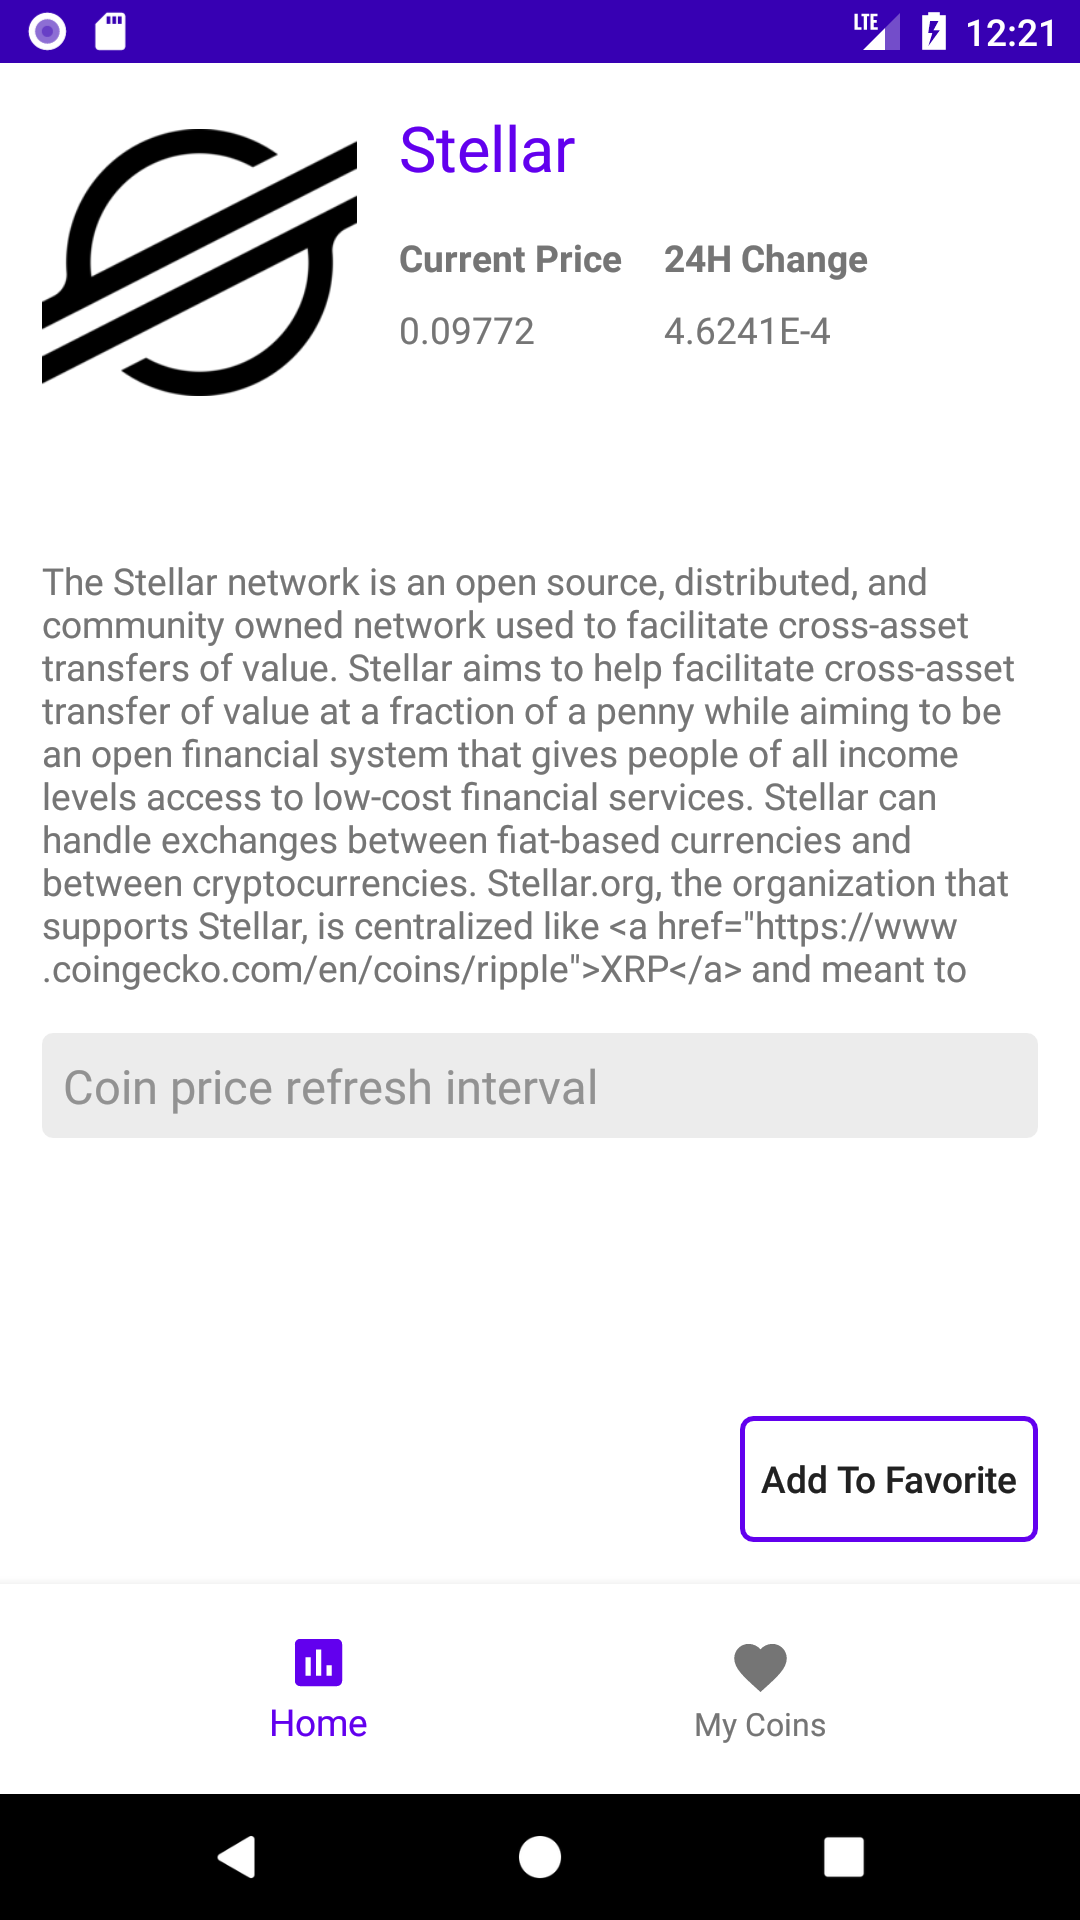 LTE 12:21
Stellar
Current Price 24H Change
0.09772 4.6241E-4
The Stellar network is an open source, distributed, and
community owned network used to facilitate cross-asset
transfers of value. Stellar aims to help facilitate cross-asset
transfer of value at a fraction of a penny while aiming to be
an open financial system that gives people of all income
levels access to low-cost financial services. Stellar can
handle exchanges between fiat-based currencies and
between cryptocurrencies. Stellar.org, the organization that
supports Stellar, is centralized like <a href="https://www
.coingecko.com/en/coins/ripple">XRP</a> and meant to
Coin price refresh interval
Add To Favorite
Home My Coins